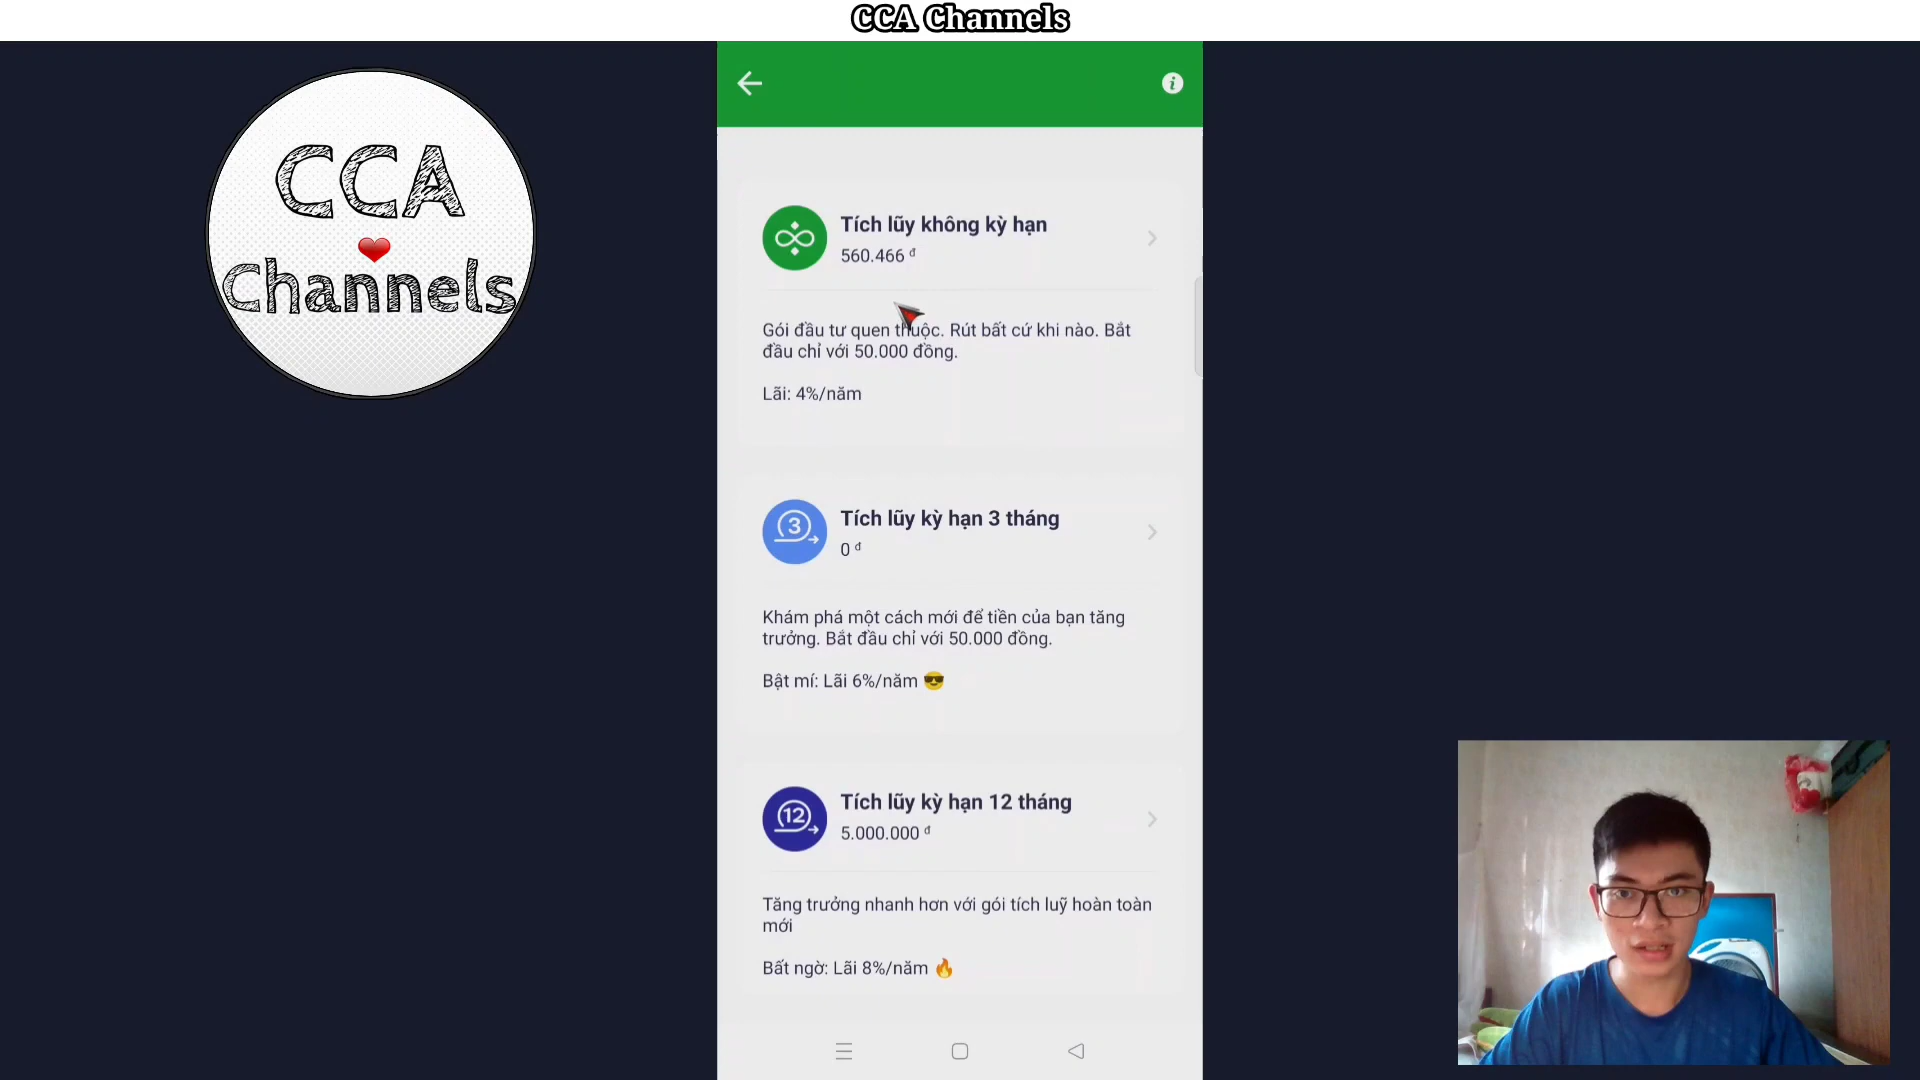 CCA Channels
CCA
Channels
Tích lũy không kỳ hạn
560.466 đ
Gói đầu tư quen thuộc. Rút bất cứ khi nào. Bắt
đầu chỉ với 50.000 đồng.
Lãi: 4%/năm
3
Tích lũy kỳ hạn 3 tháng
0 đ
Khám phá một cách mới để tiền của bạn tăng
trưởng. Bắt đầu chỉ với 50.000 đồng.
Bật mí: Lãi 6%/năm 😎
12
Tích lũy kỳ hạn 12 tháng
5.000.000 đ
Tăng trưởng nhanh hơn với gói tích luỹ hoàn toàn
mới
Bất ngờ: Lãi 8%/năm 🔥